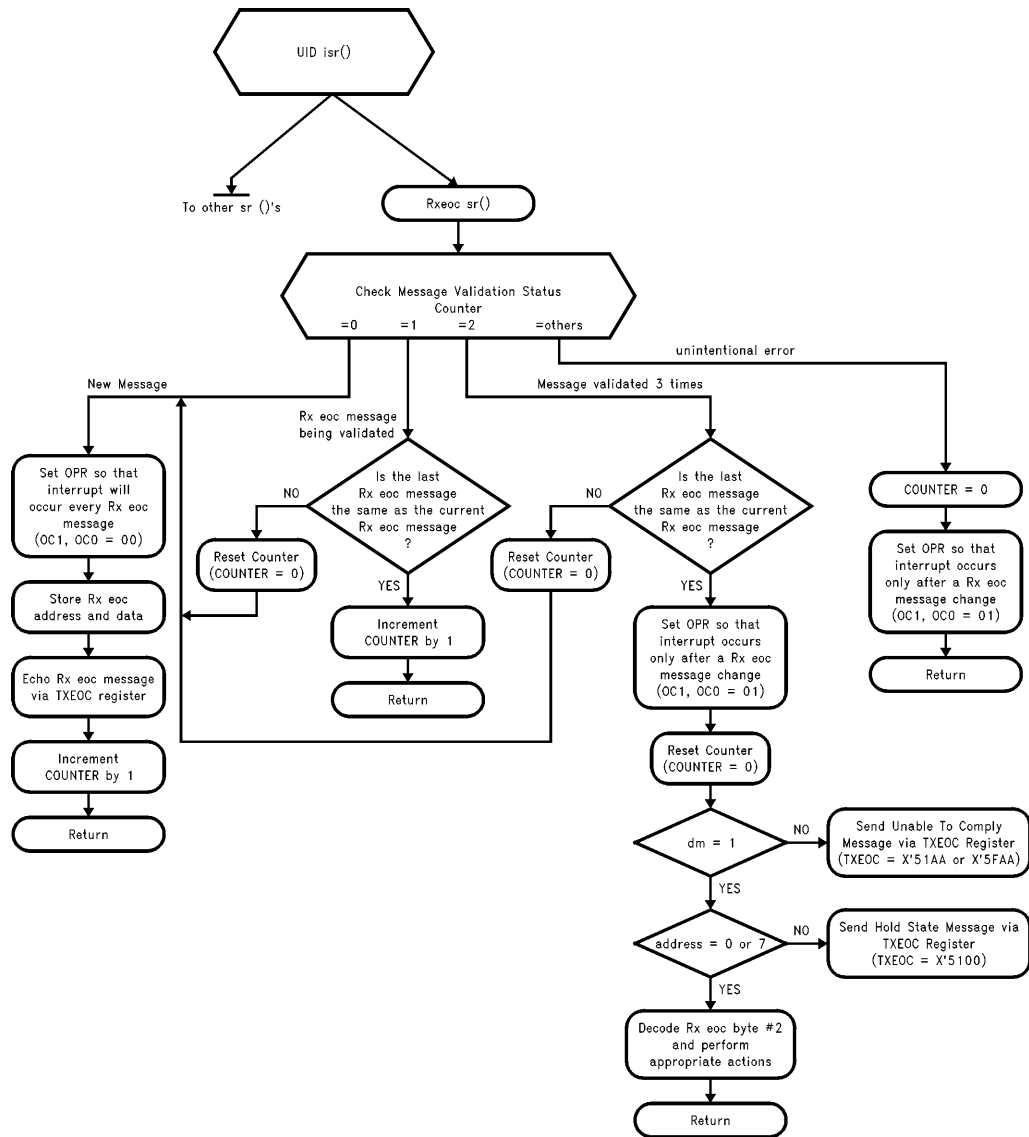 UID isr()
To other sr ()'s
Rxeoc sr()
Check Message Validation Status
Counter
=0
=1
=2
=others
unintentional error
New Message
Message validated 3 times
Rx eoc message
being validated
Set OPR so that
interrupt will
occur every Rx eoc
message
(OC1, OC0 = 00)
Store Rx eoc
address and data
Echo Rx eoc message
via TXEOC register
Increment
COUNTER by 1
Return
Is the last
Rx eoc message
the same as the current
Rx eoc message
?
NO
Reset Counter
(COUNTER = 0)
YES
Increment
COUNTER by 1
Return
Is the last
Rx eoc message
the same as the current
Rx eoc message
?
NO
Reset Counter
(COUNTER = 0)
YES
Set OPR so that
interrupt occurs
only after a Rx eoc
message change
(OC1, OC0 = 01)
Reset Counter
(COUNTER = 0)
dm = 1
NO
Send Unable To Comply
Message via TXEOC Register
(TXEOC = X'51AA or X'5FAA)
YES
address = 0 or 7
NO
Send Hold State Message via
TXEOC Register
(TXEOC = X'5100)
YES
Decode Rx eoc byte #2
and perform
appropriate actions
Return
COUNTER = 0
Set OPR so that
interrupt occurs
only after a Rx eoc
message change
(OC1, OC0 = 01)
Return